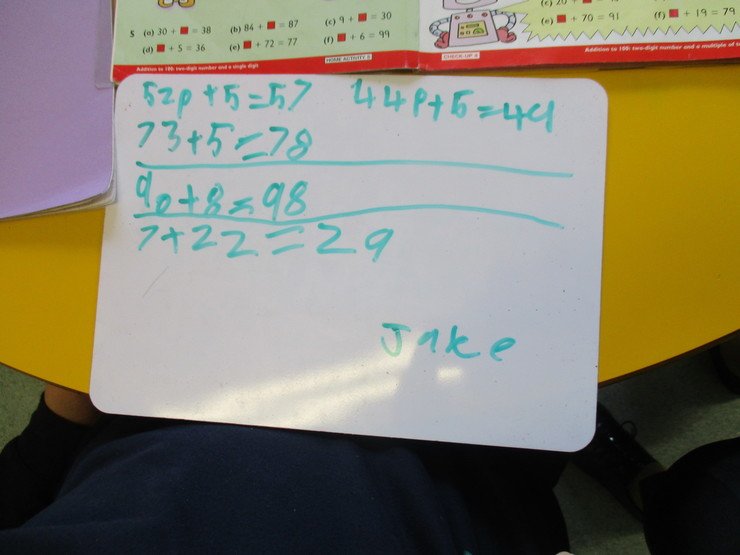 5 (a) 30 + ■ = 38 (b) 84 + ■ = 87 (c) 9 + ■ = 30
(d) ■ + 5 = 36 (e) ■ + 72 = 77 (f) ■ + 6 = 99
Addition to 100: two-digit number and a single digit HOME ACTIVITY 5
(e) ■ + 70 = 91 (f) ■ + 19 = 79
CHECK-UP 4 Addition to 100: two-digit number and a multiple of
52p+5=57 44p+5=49
73+5=78
90+8=98
7+22=29
Jake